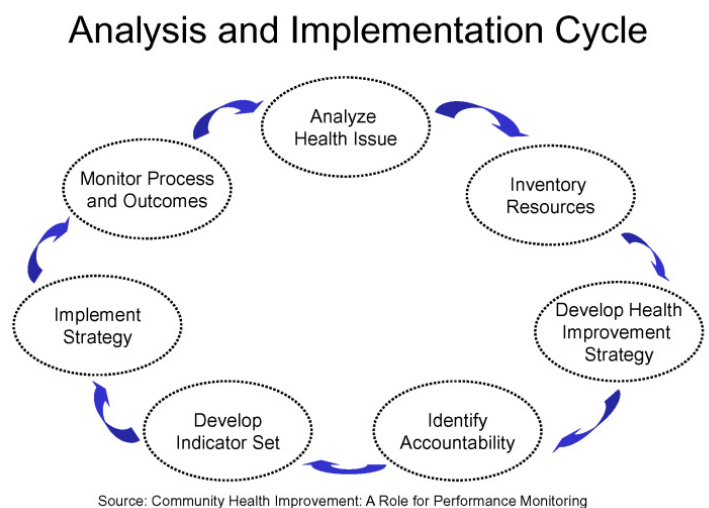 Analysis and Implementation Cycle
Analyze
Health Issue
Inventory
Resources
Develop Health
Improvement
Strategy
Identify
Accountability
Develop
Indicator Set
Implement
Strategy
Monitor Process
and Outcomes
Source: Community Health Improvement: A Role for Performance Monitoring